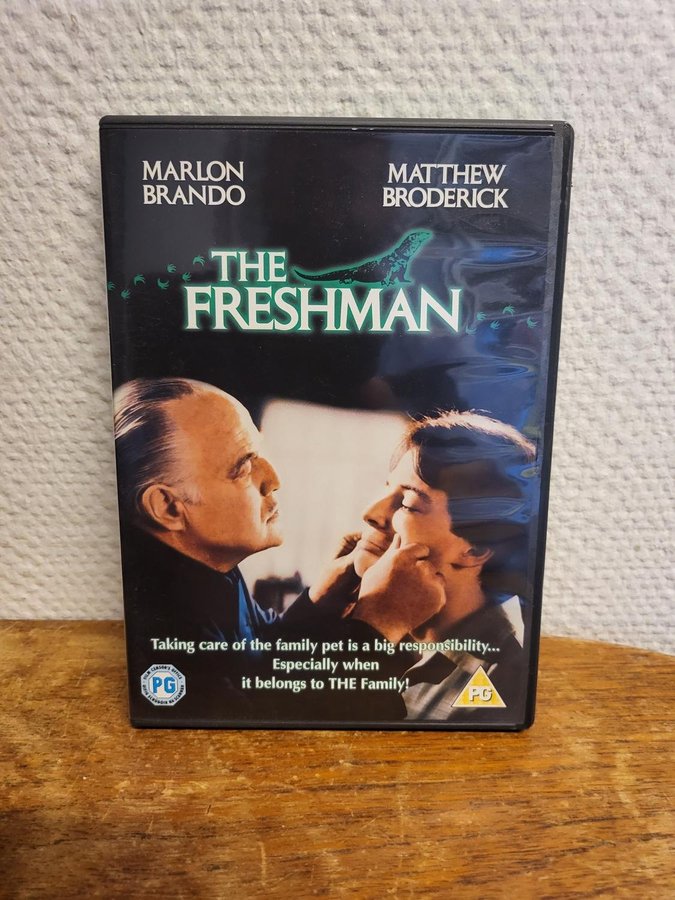 MARLON
BRANDO
MATTHEW
BRODERICK
THE
FRESHMAN
Taking care of the family pet is a big responsibility...
Especially when
it belongs to THE Family!
PG
PG